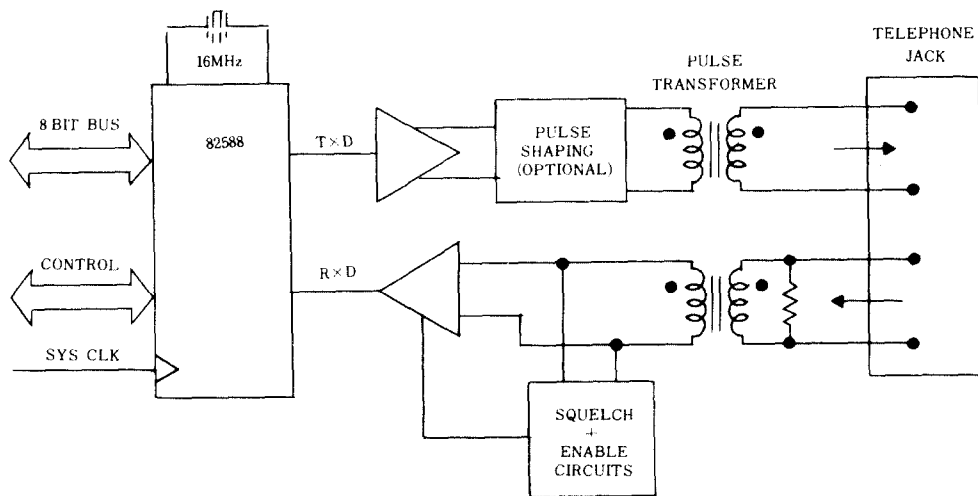 16MHz
TELEPHONE
JACK
PULSE
TRANSFORMER
8 BIT BUS
82588
T×D
PULSE
SHAPING
(OPTIONAL)
CONTROL
R×D
SYS CLK
SQUELCH
+
ENABLE
CIRCUITS